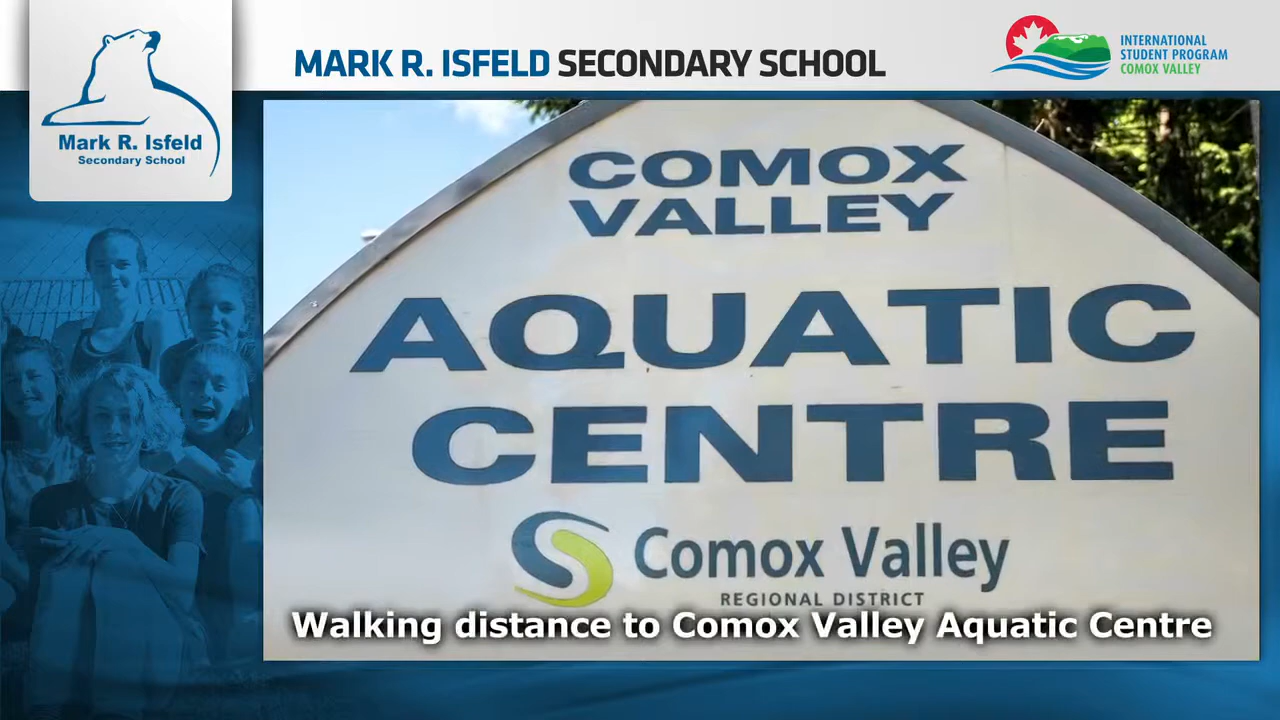 MARK R. ISFELD SECONDARY SCHOOL
INTERNATIONAL
STUDENT PROGRAM
COMOX VALLEY
Mark R. Isfeld
Secondary School
COMOX
VALLEY
AQUATIC
CENTRE
Comox Valley
REGIONAL DISTRICT
Walking distance to Comox Valley Aquatic Centre